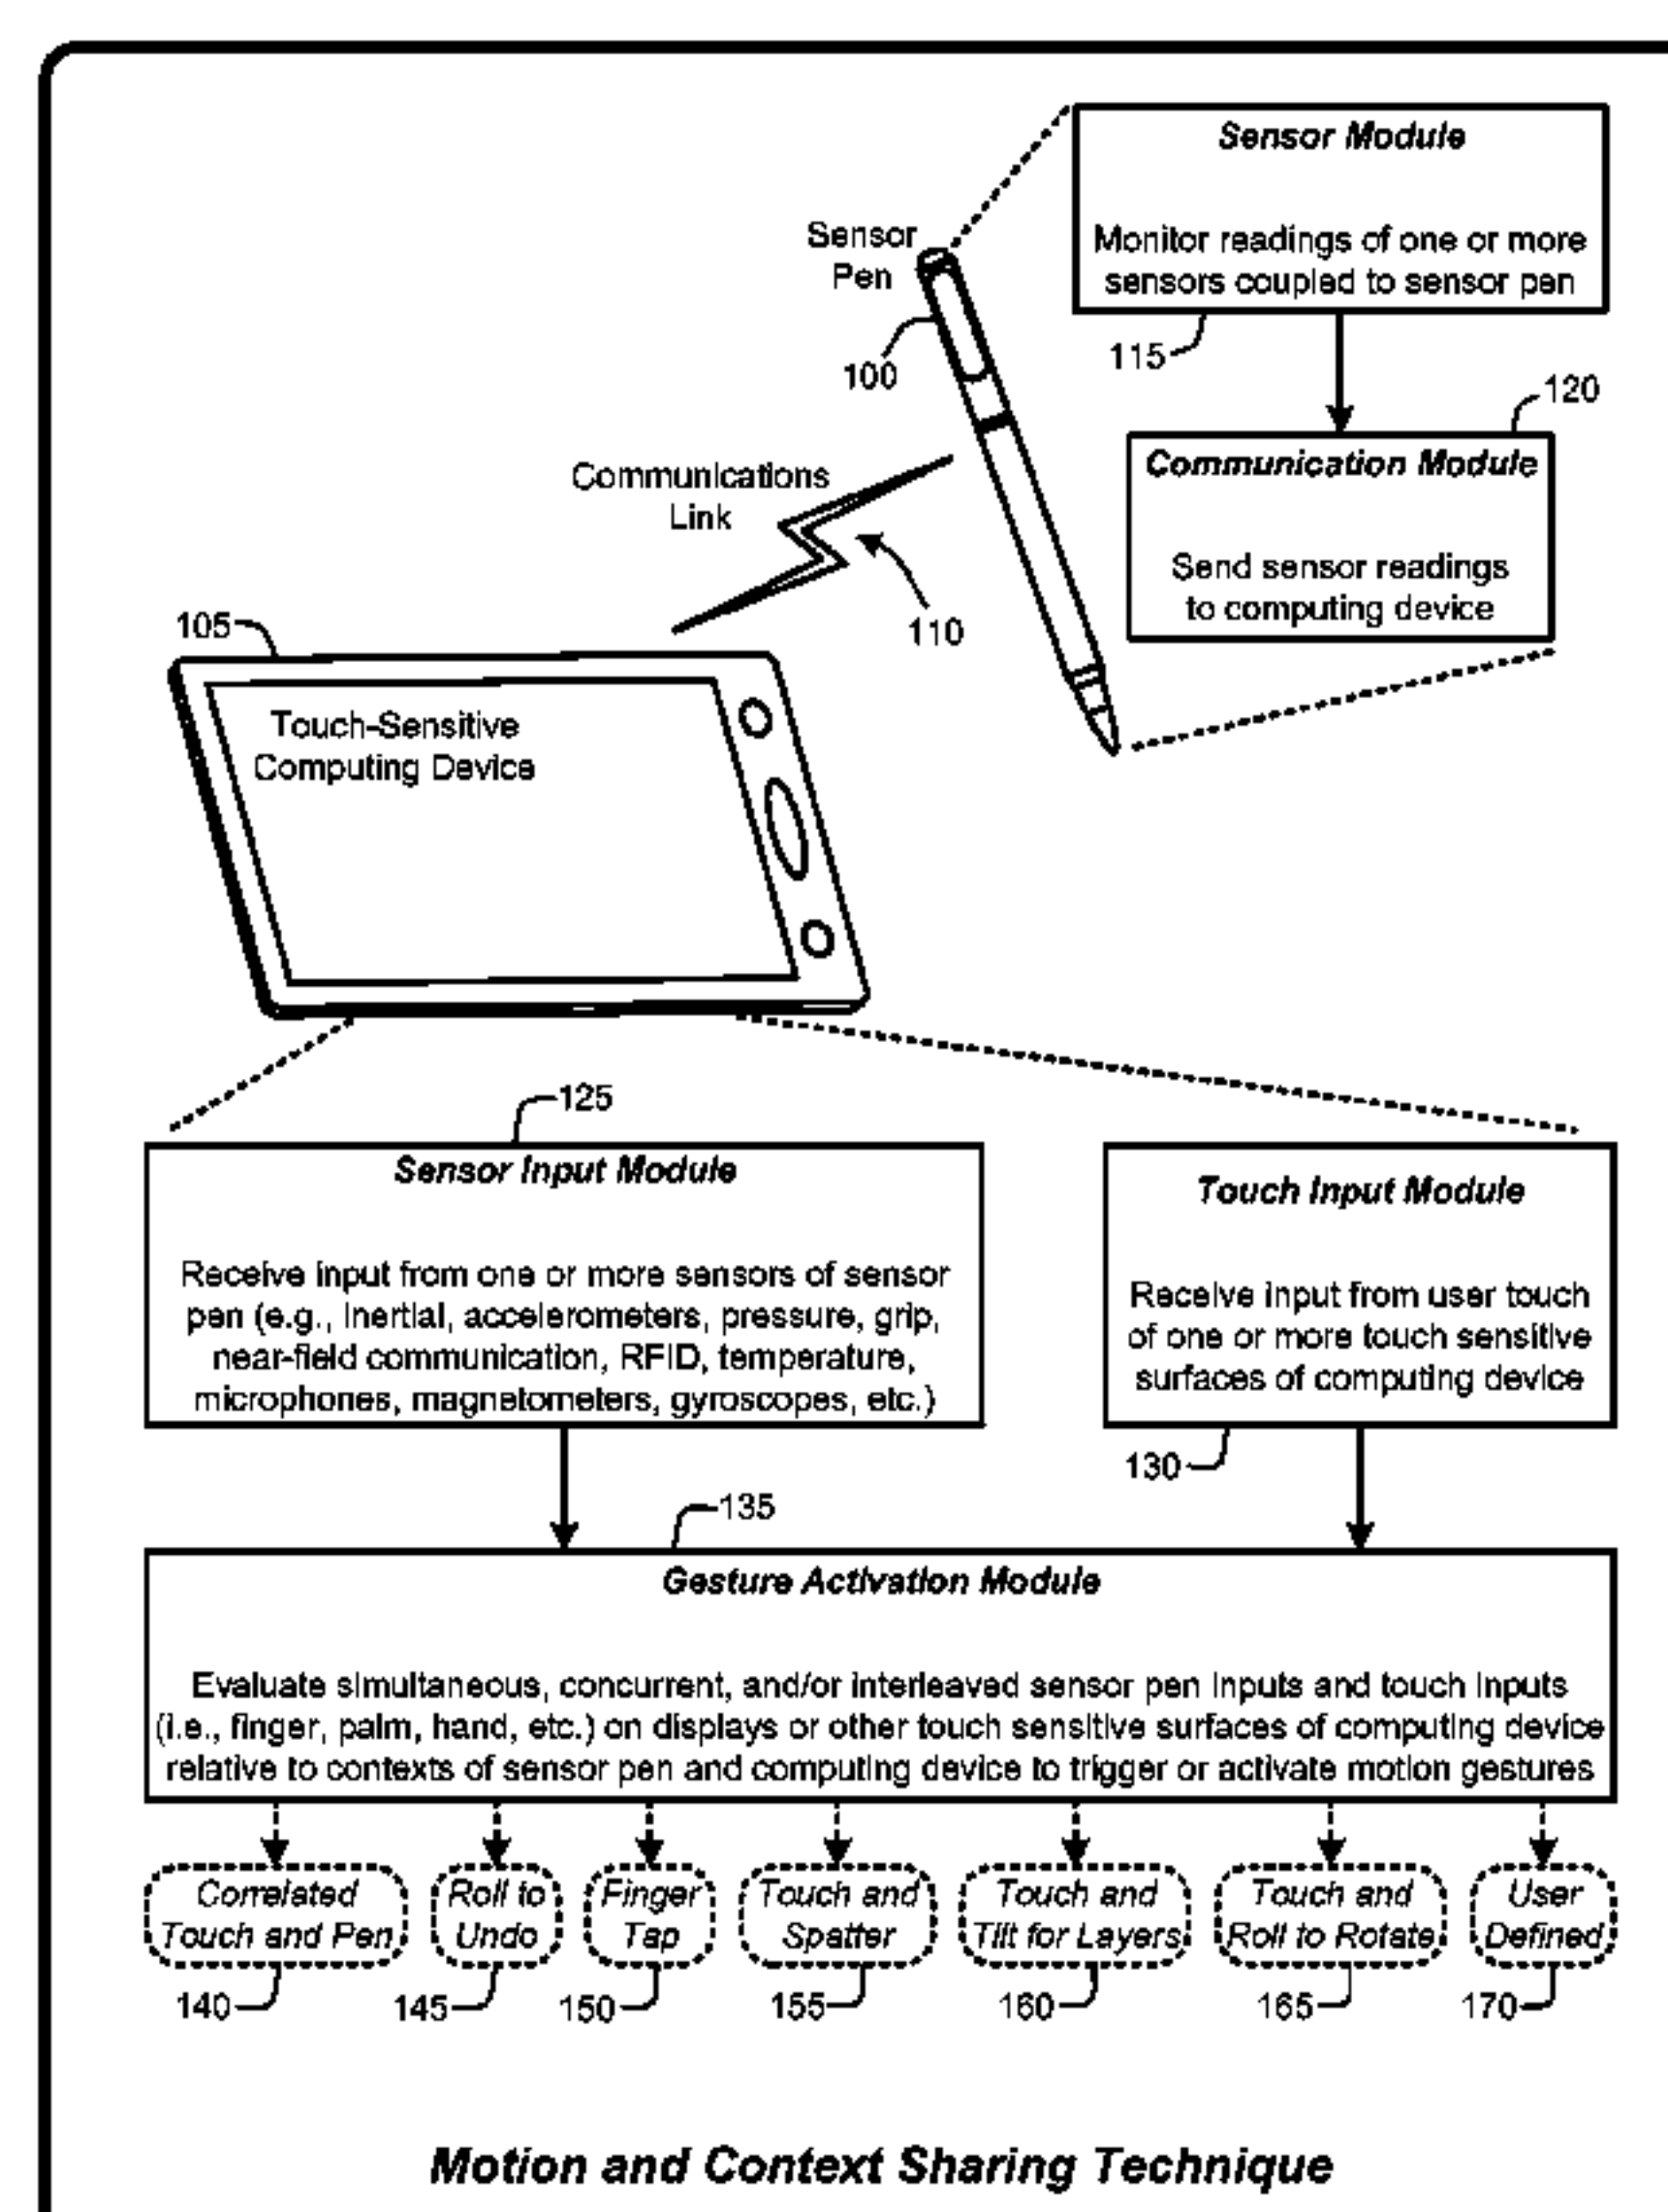 Sensor Module
Monitor readings of one or more
sensors coupled to sensor pen
115
Sensor
Pen
100
120
Communication Module
Send sensor readings
to computing device
Communications
Link
110
105
Touch-Sensitive
Computing Device
125
Sensor Input Module
Receive input from one or more sensors of sensor
pen (e.g., inertial, accelerometers, pressure, grip,
near-field communication, RFID, temperature,
microphones, magnetometers, gyroscopes, etc.)
Touch Input Module
Receive input from user touch
of one or more touch sensitive
surfaces of computing device
130
135
Gesture Activation Module
Evaluate simultaneous, concurrent, and/or interleaved sensor pen inputs and touch inputs
(i.e., finger, palm, hand, etc.) on displays or other touch sensitive surfaces of computing device
relative to contexts of sensor pen and computing device to trigger or activate motion gestures
Correlated
Touch and Pen
140
Roll to
Undo
145
Finger
Tap
150
Touch and
Spatter
155
Touch and
Tilt for Layers
160
Touch and
Roll to Rotate
165
User
Defined
170
Motion and Context Sharing Technique